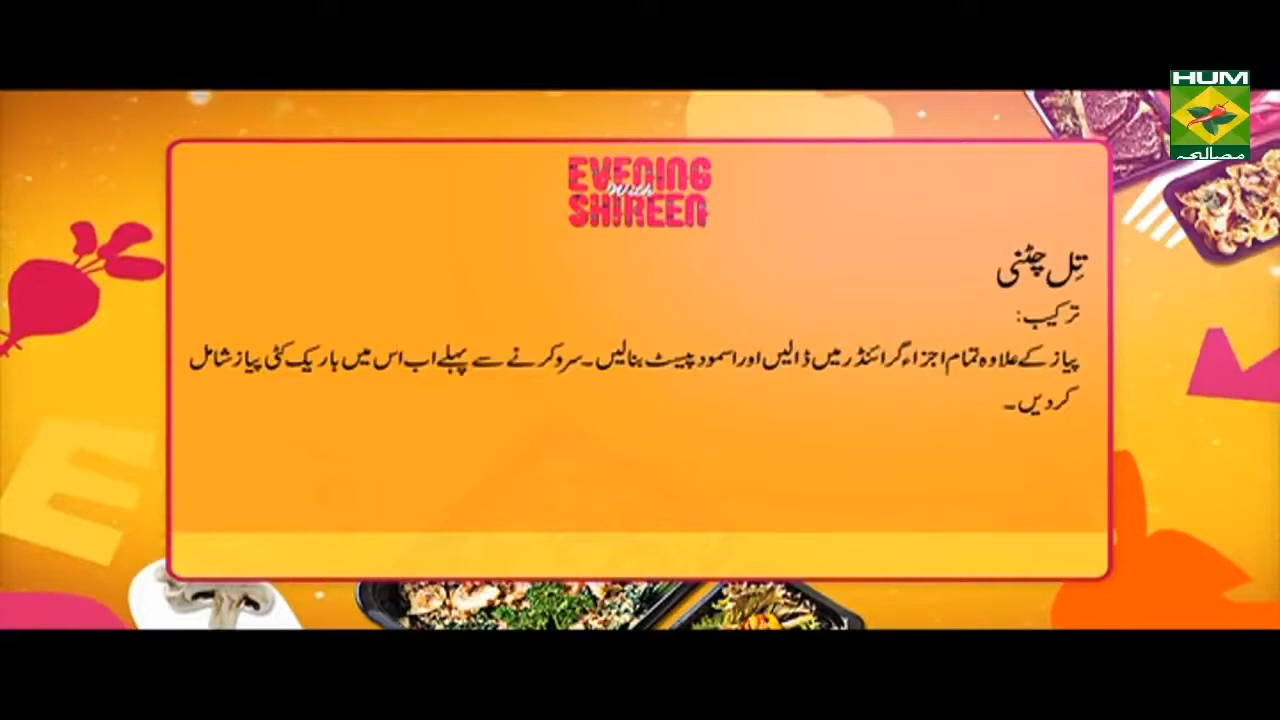 HUM
مصالحہ
EVENING
With
SHIREEN
تِل چٹنی
ترکیب:
پیاز کے علاوہ تمام اجزاء گرائنڈر میں ڈالیں اور اسمود پیسٹ بنالیں۔ سرو کرنے سے پہلے اب اس میں باریک کٹی پیاز شامل
کردیں۔